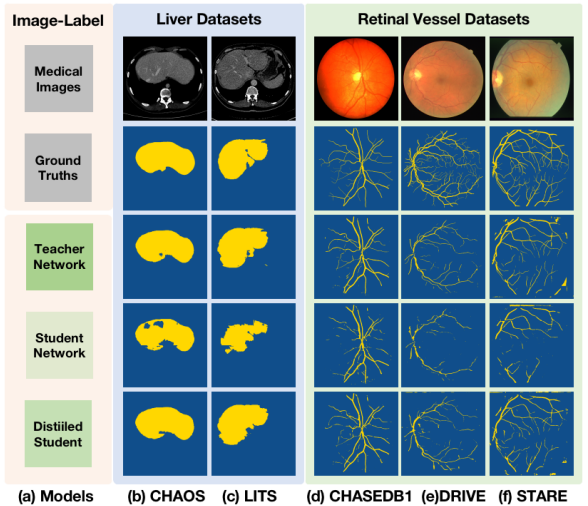 Image-Label
Liver Datasets
Retinal Vessel Datasets
Medical
Images
Ground
Truths
Teacher
Network
Student
Network
Distiiled
Student
(a) Models
(b) CHAOS
(c) LITS
(d) CHASEDB1
(e)DRIVE
(f) STARE